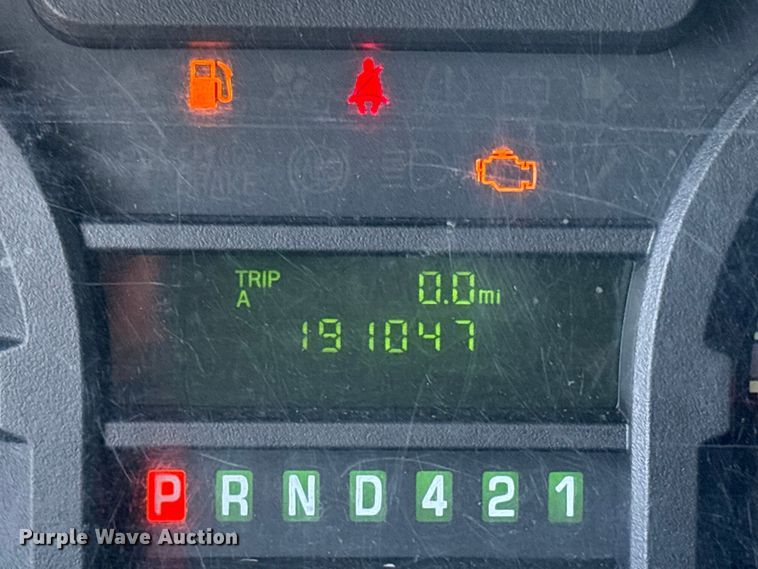 TRIP 0.0mi
A
191047
P R N D 4 2 1
Purple Wave Auction